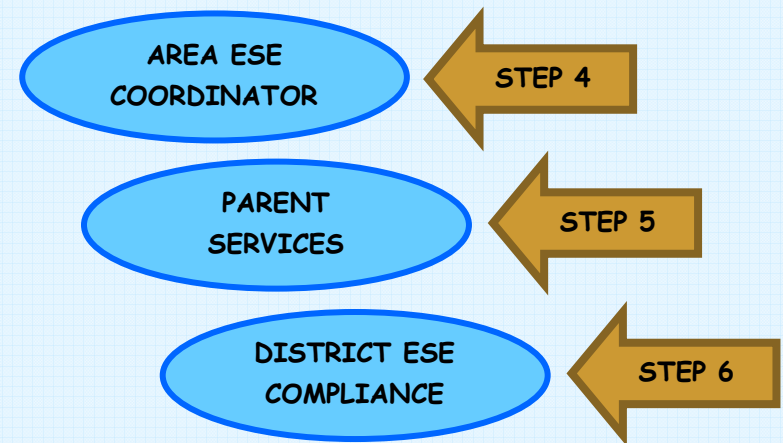 AREA ESE
COORDINATOR
STEP 4
PARENT
SERVICES
STEP 5
DISTRICT ESE
COMPLIANCE
STEP 6